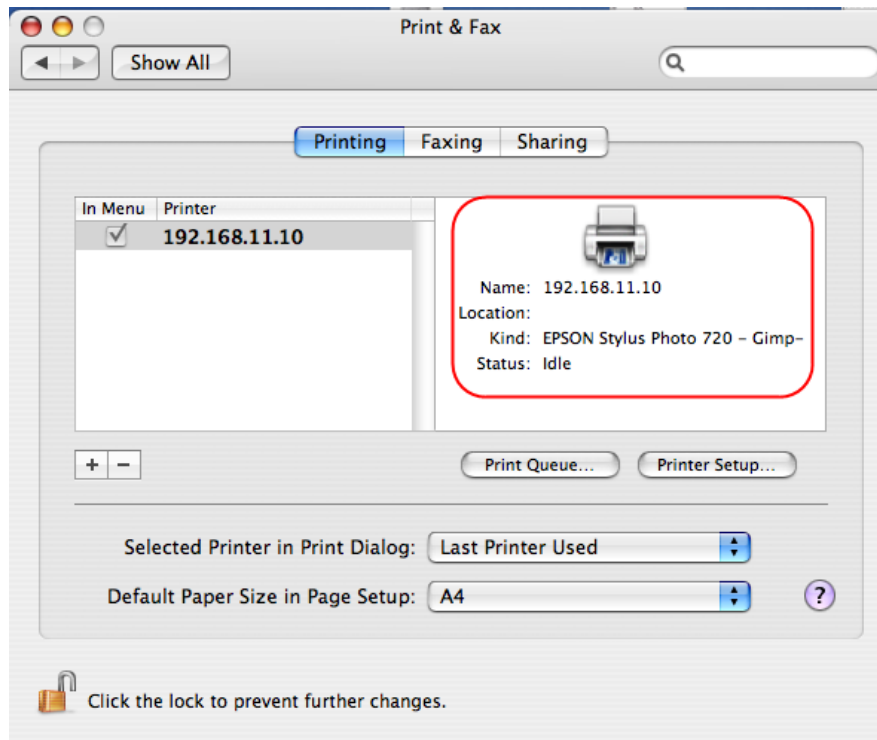 Print & Fax
Show All
Printing Faxing Sharing
In Menu Printer
192.168.11.10
Name: 192.168.11.10
Location:
Kind: EPSON Stylus Photo 720 – Gimp–
Status: Idle
+ −
Print Queue... Printer Setup...
Selected Printer in Print Dialog: Last Printer Used
Default Paper Size in Page Setup: A4 ?
Click the lock to prevent further changes.